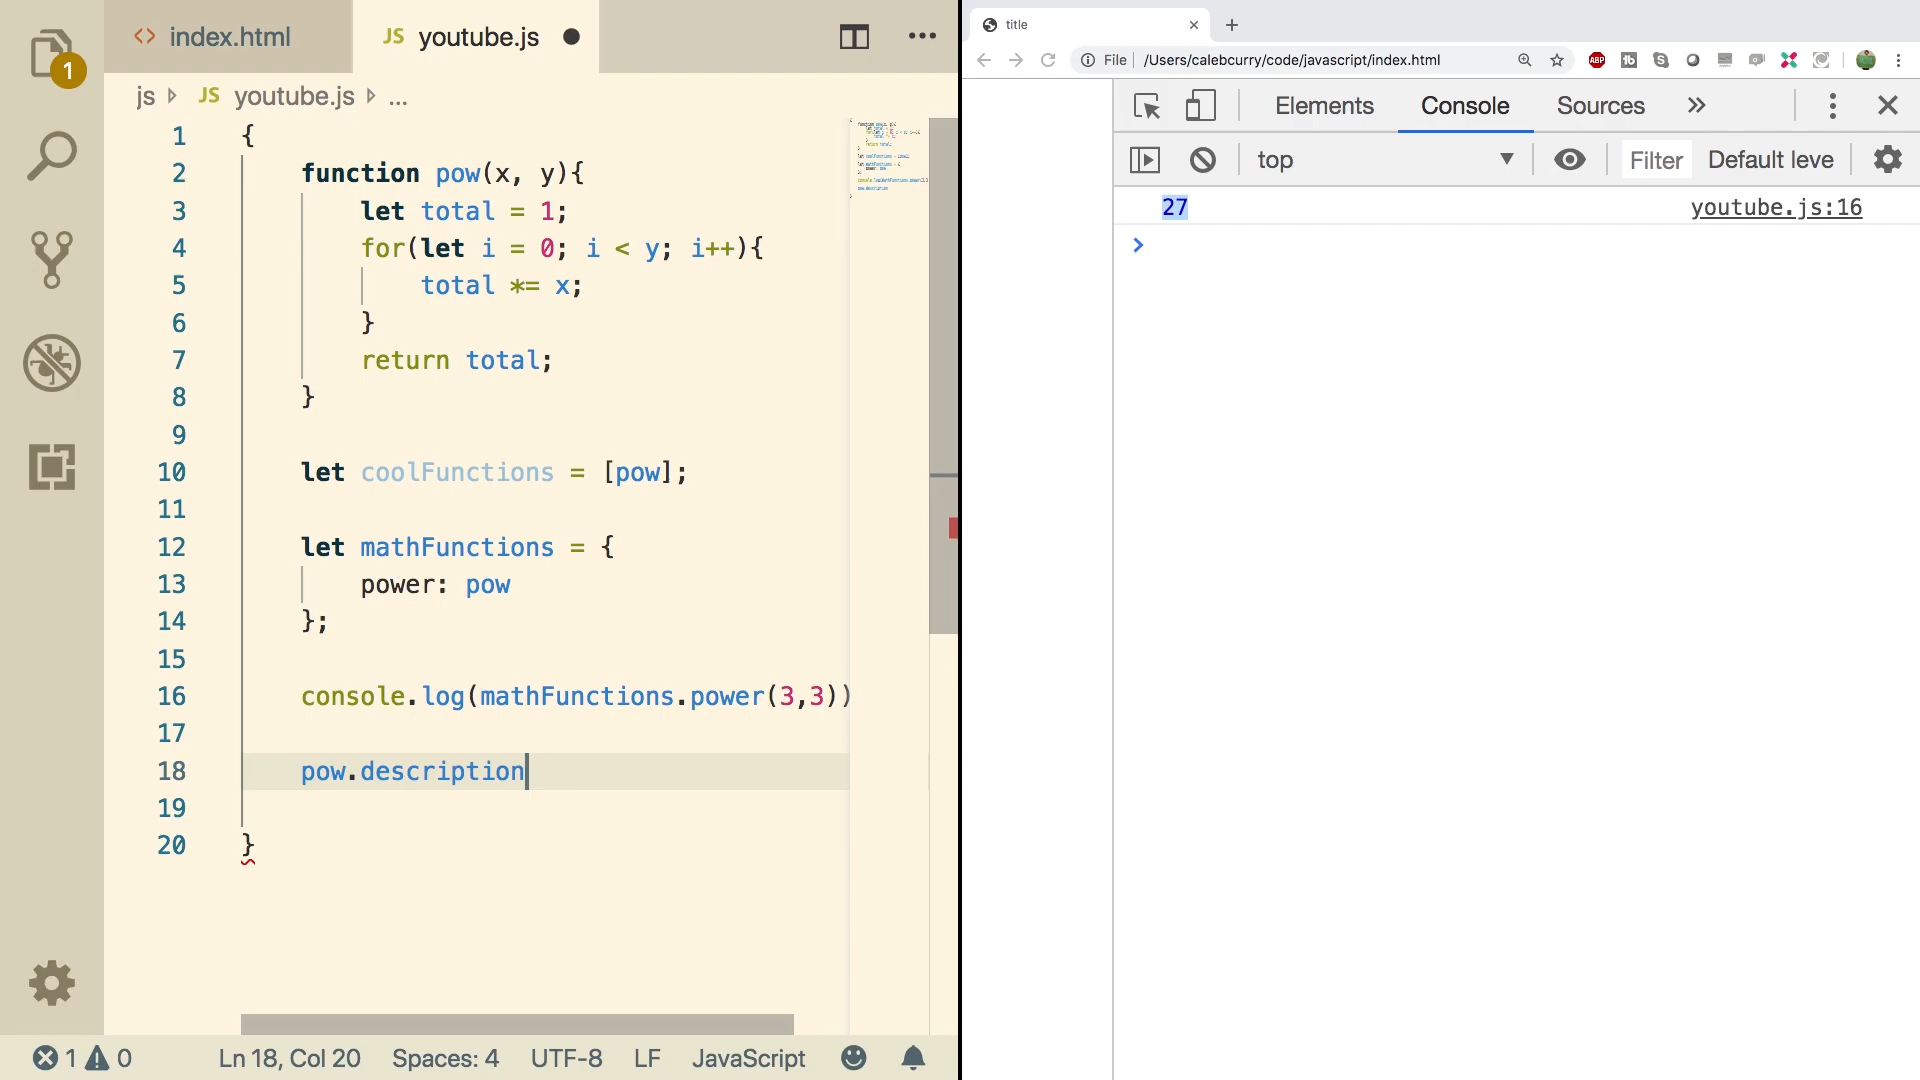 index.html
JS youtube.js
1
js JS youtube.js ...
1 {
2 function pow(x, y){
3 let total = 1;
4 for(let i = 0; i < y; i++){
5 total *= x;
6 }
7 return total;
8 }
9
10 let coolFunctions = [pow];
11
12 let mathFunctions = {
13 power: pow
14 };
15
16 console.log(mathFunctions.power(3,3))
17
18 pow.description
19
20 }
1 0 Ln 18, Col 20 Spaces: 4 UTF-8 LF JavaScript
title
File /Users/calebcurry/code/javascript/index.html ABP
Elements Console Sources
top Filter Default leve
27 youtube.js:16